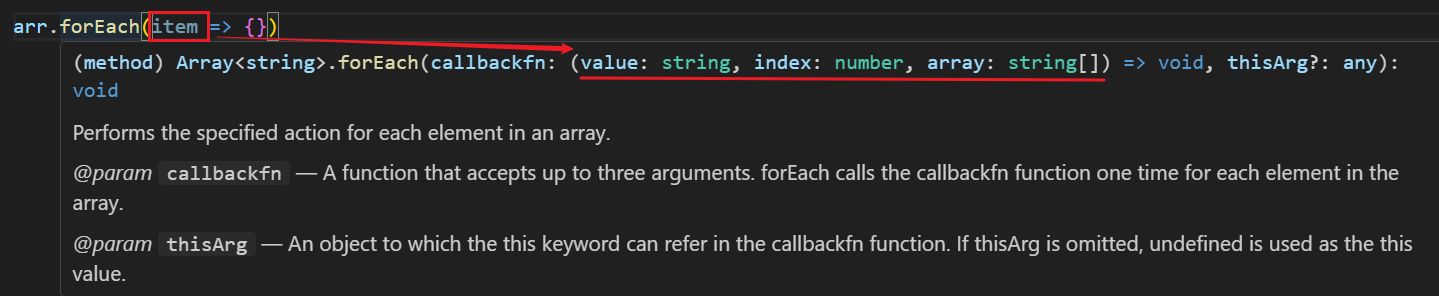 arr.forEach(item => {})
(method) Array<string>.forEach(callbackfn: (value: string, index: number, array: string[]) => void, thisArg?: any):
void
Performs the specified action for each element in an array.
@param callbackfn — A function that accepts up to three arguments. forEach calls the callbackfn function one time for each element in the
array.
@param thisArg — An object to which the this keyword can refer in the callbackfn function. If thisArg is omitted, undefined is used as the this
value.